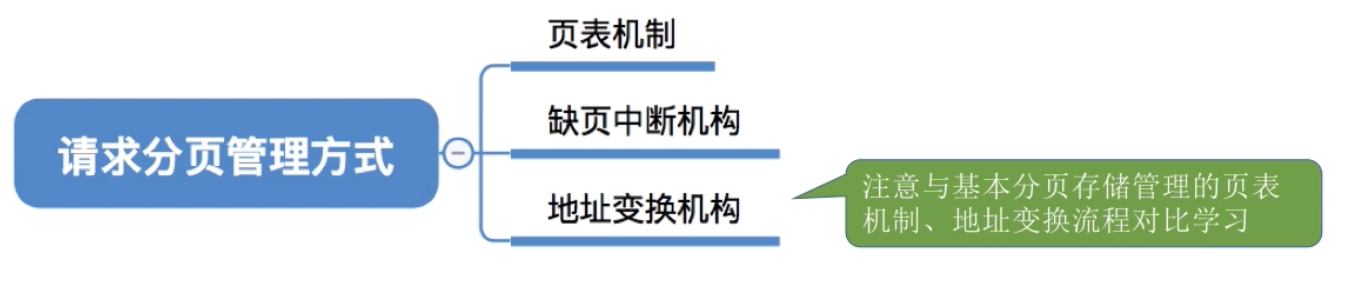 页表机制
缺页中断机构
请求分页管理方式
地址变换机构
注意与基本分页存储管理的页表
机制、地址变换流程对比学习